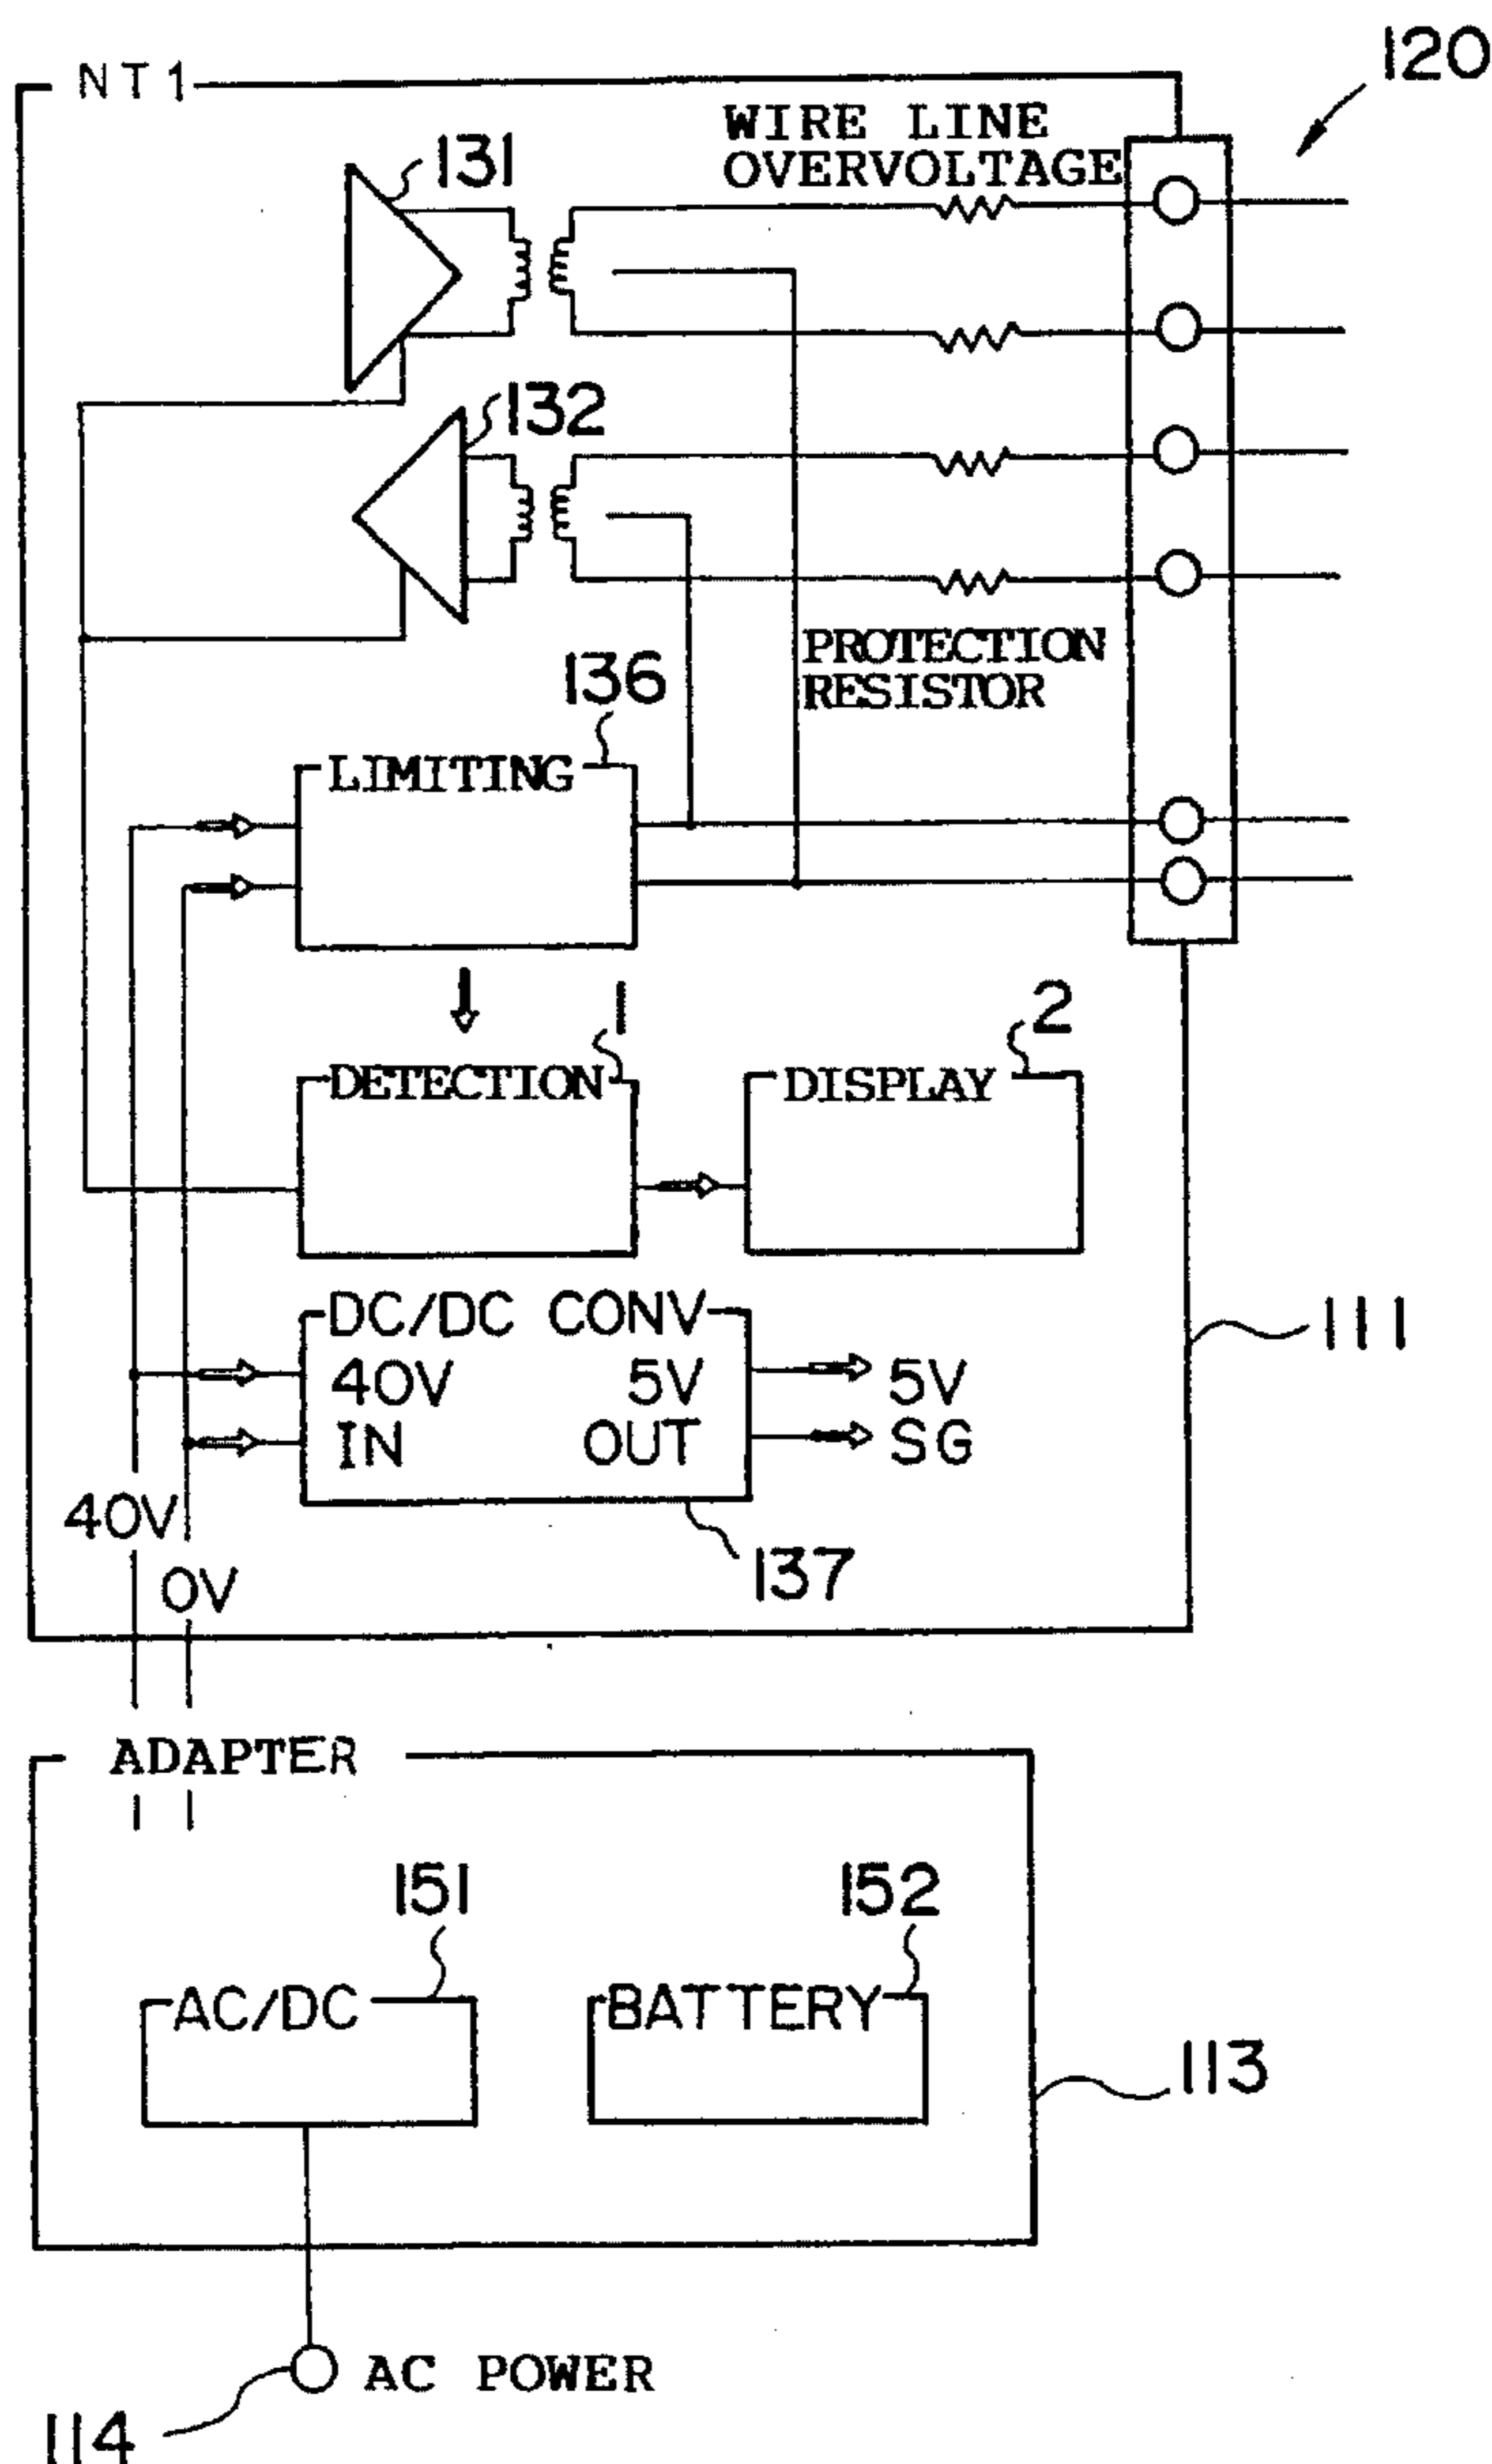 120
NT1
WIRE LINE
OVERVOLTAGE
131
132
PROTECTION
RESISTOR
136
LIMITING
1
2
DETECTION
DISPLAY
DC/DC CONV
111
40V 5V 5V
IN OUT SG
40V
137
0V
ADAPTER
151
152
AC/DC
BATTERY
113
AC POWER
114